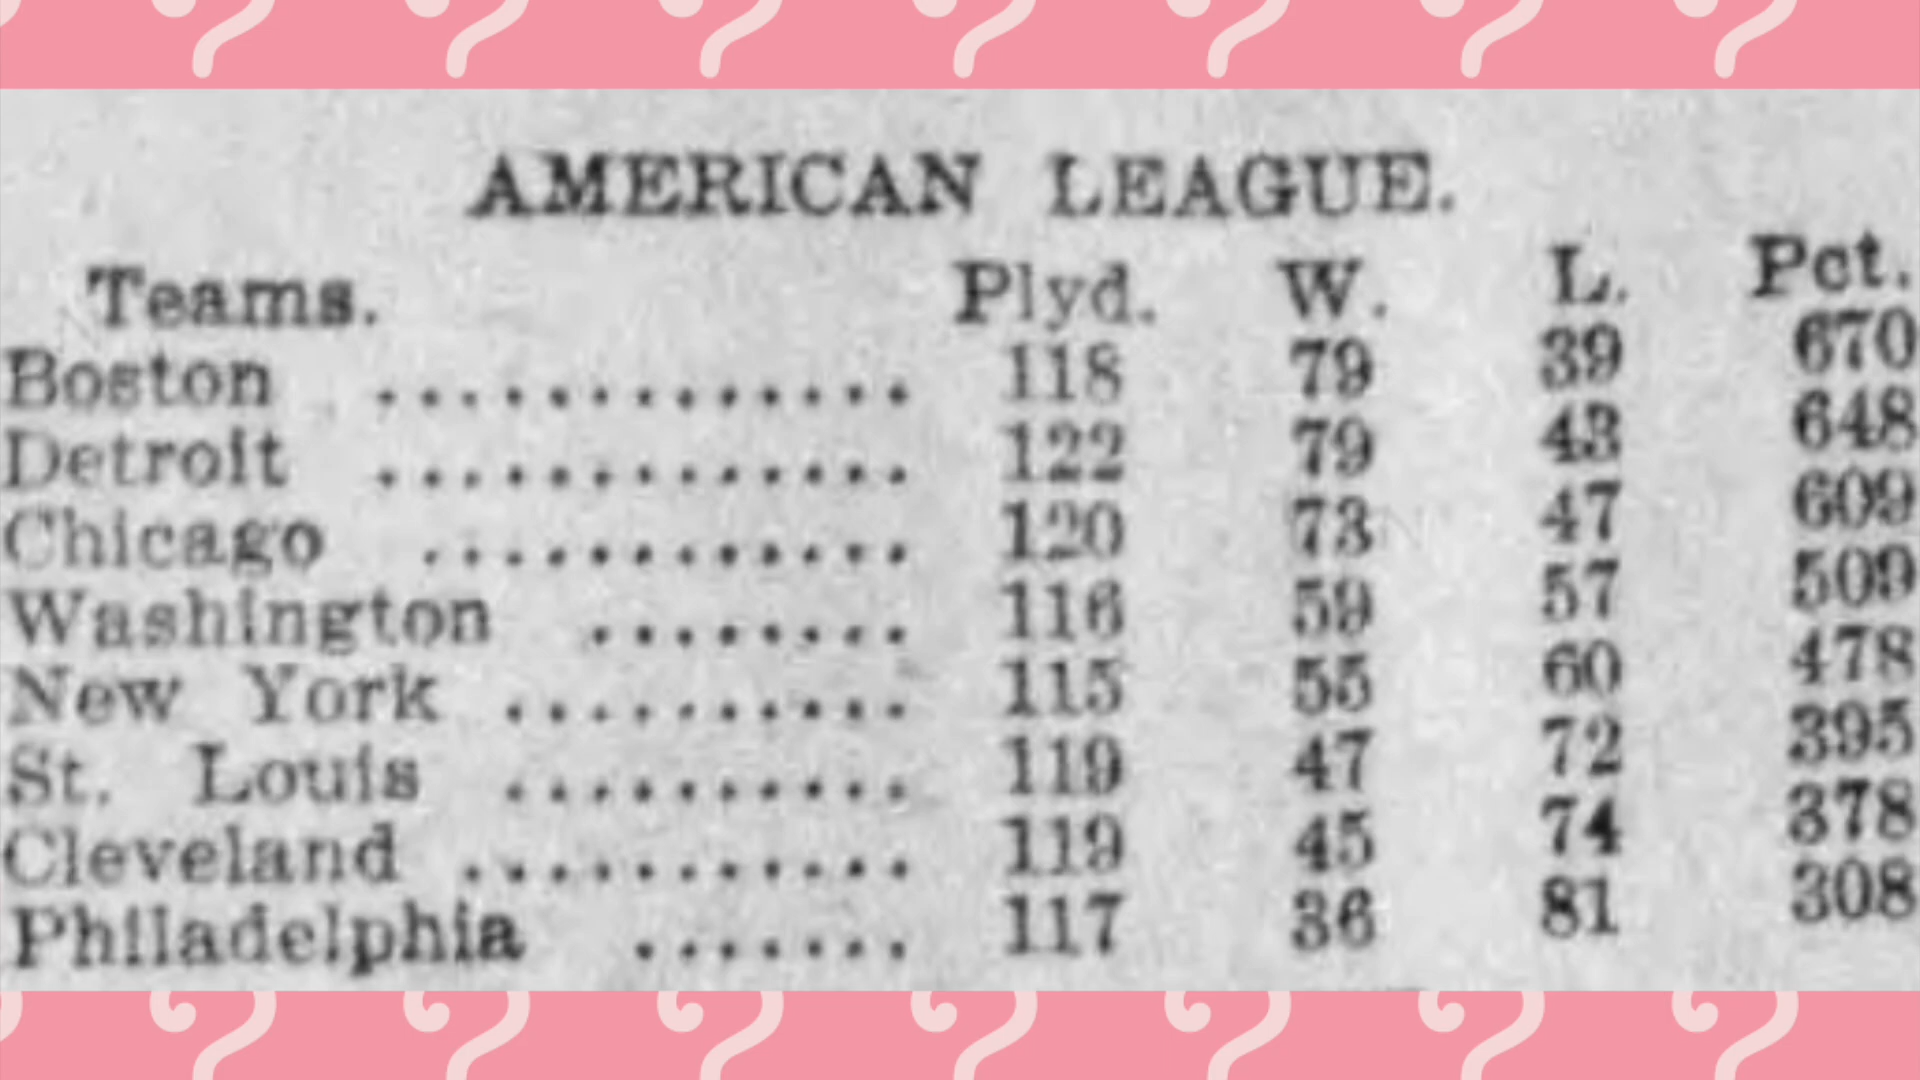 AMERICAN LEAGUE.
Teams. Plyd. W. L. Pct.
Boston .............. 118 79 39 670
Detroit .............. 122 79 43 648
Chicago ............ 120 73 47 609
Washington ........ 116 59 57 509
New York .......... 115 55 60 478
St. Louis .......... 119 47 72 395
Cleveland ........... 119 45 74 378
Philadelphia ....... 117 36 81 308